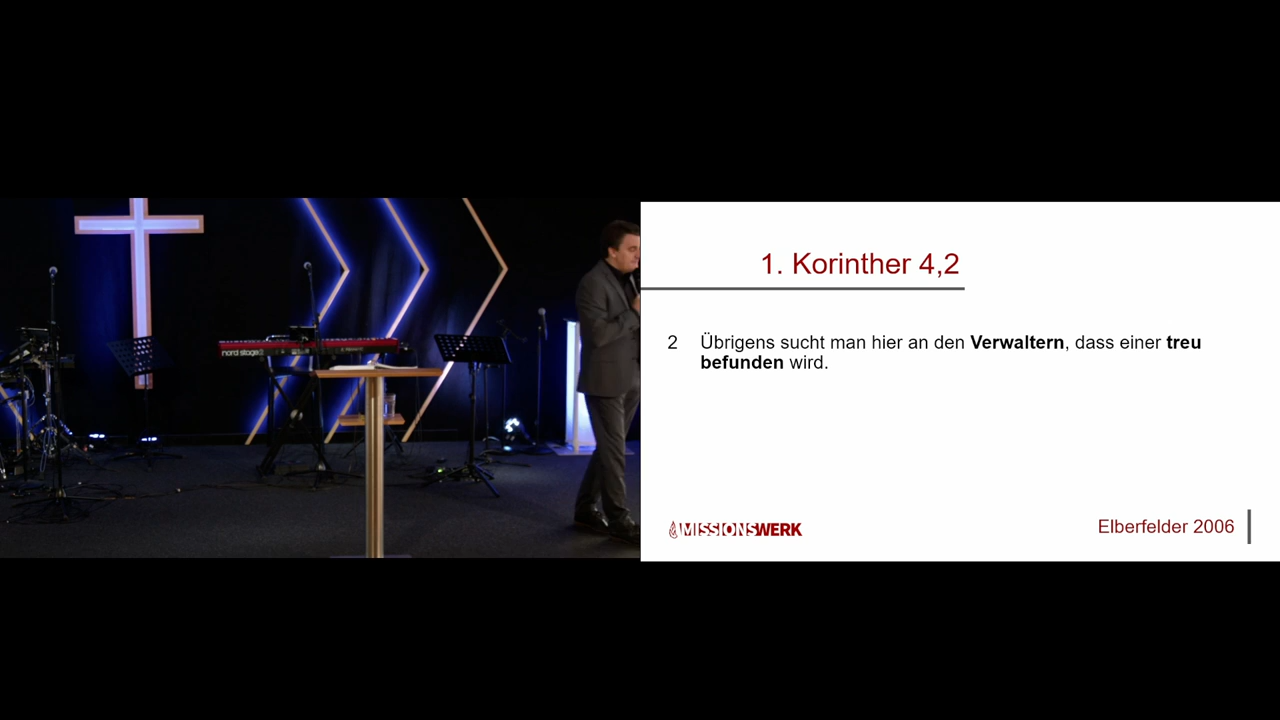 nord stage 3
1. Korinther 4,2
2 Übrigens sucht man hier an den Verwaltern, dass einer treu
befunden wird.
MISSIONSWERK
Elberfelder 2006